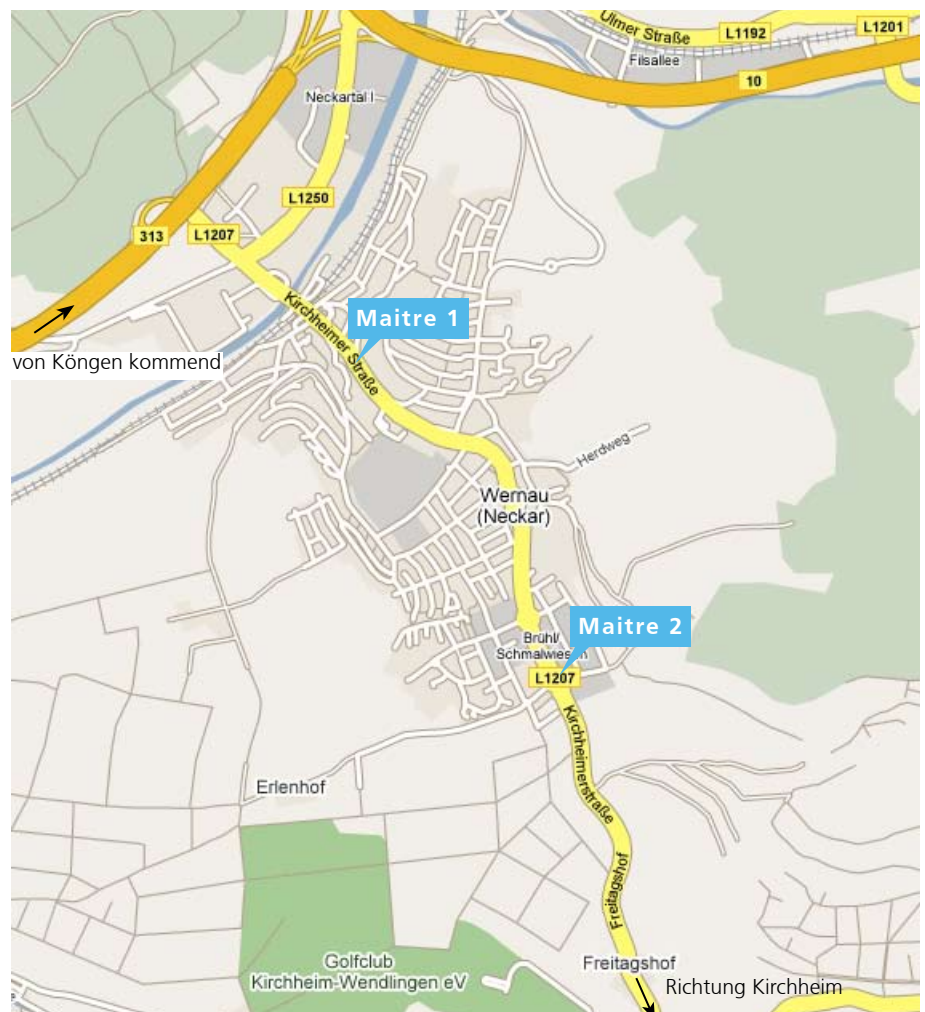 Ulmer Straße
L1192
L1201
Filsallee
10
Neckartal I
L1250
313
L1207
Kirchheimer Straße
Maitre 1
von Köngen kommend
Herdweg
Wernau
(Neckar)
Maitre 2
Brühl/
Schmalwiesen
L1207
Kirchheimerstraße
Erlenhof
Freitagshof
Golfclub
Kirchheim-Wendlingen eV
Freitagshof
Richtung Kirchheim